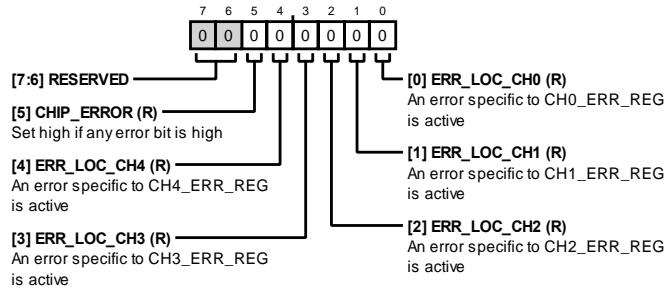 7 6 5 4 3 2 1 0
0 0 0 0 0 0 0 0
[7:6] RESERVED
[5] CHIP_ERROR (R)
Set high if any error bit is high
[4] ERR_LOC_CH4 (R)
An error specific to CH4_ERR_REG
is active
[3] ERR_LOC_CH3 (R)
An error specific to CH3_ERR_REG
is active
[0] ERR_LOC_CH0 (R)
An error specific to CH0_ERR_REG
is active
[1] ERR_LOC_CH1 (R)
An error specific to CH1_ERR_REG
is active
[2] ERR_LOC_CH2 (R)
An error specific to CH2_ERR_REG
is active